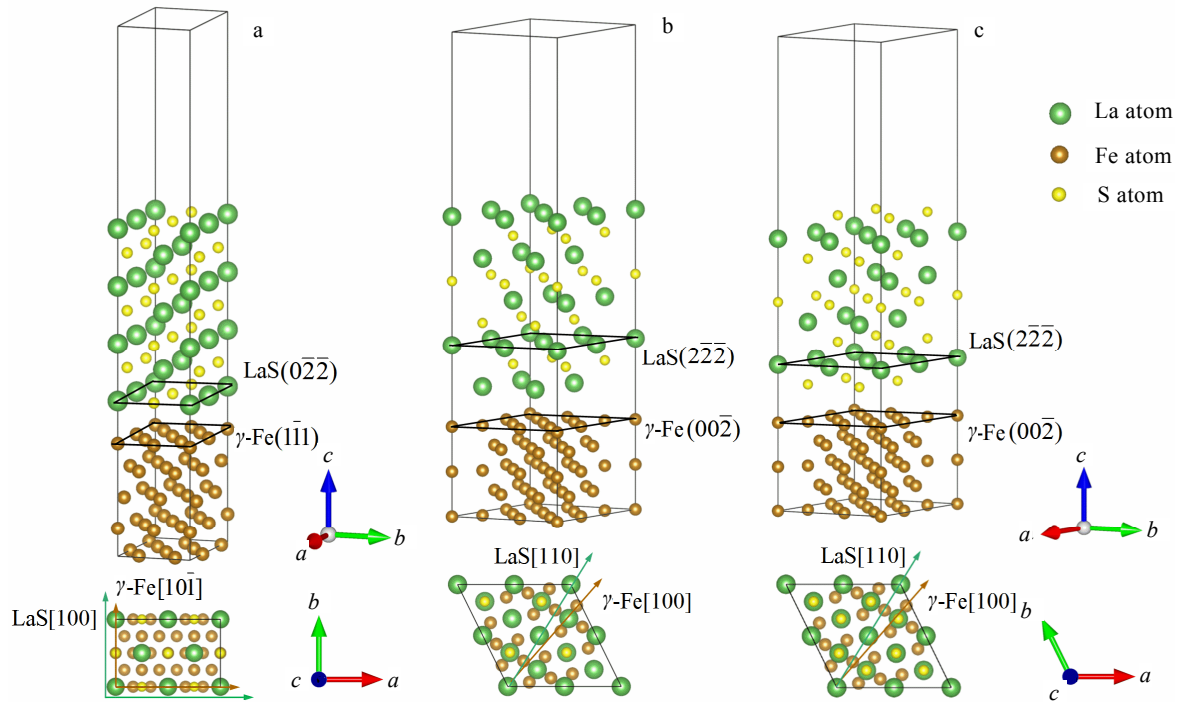 a
b
c
La atom
Fe atom
S atom
LaS(02̅2̅)
γ-Fe(11̅1)
LaS(22̅2̅)
γ-Fe(002̅)
LaS(22̅2̅)
γ-Fe(002̅)
c
a
b
c
a
b
γ-Fe[101̅]
LaS[100]
b
c
a
LaS[110]
γ-Fe[100]
LaS[110]
γ-Fe[100]
b
c
a